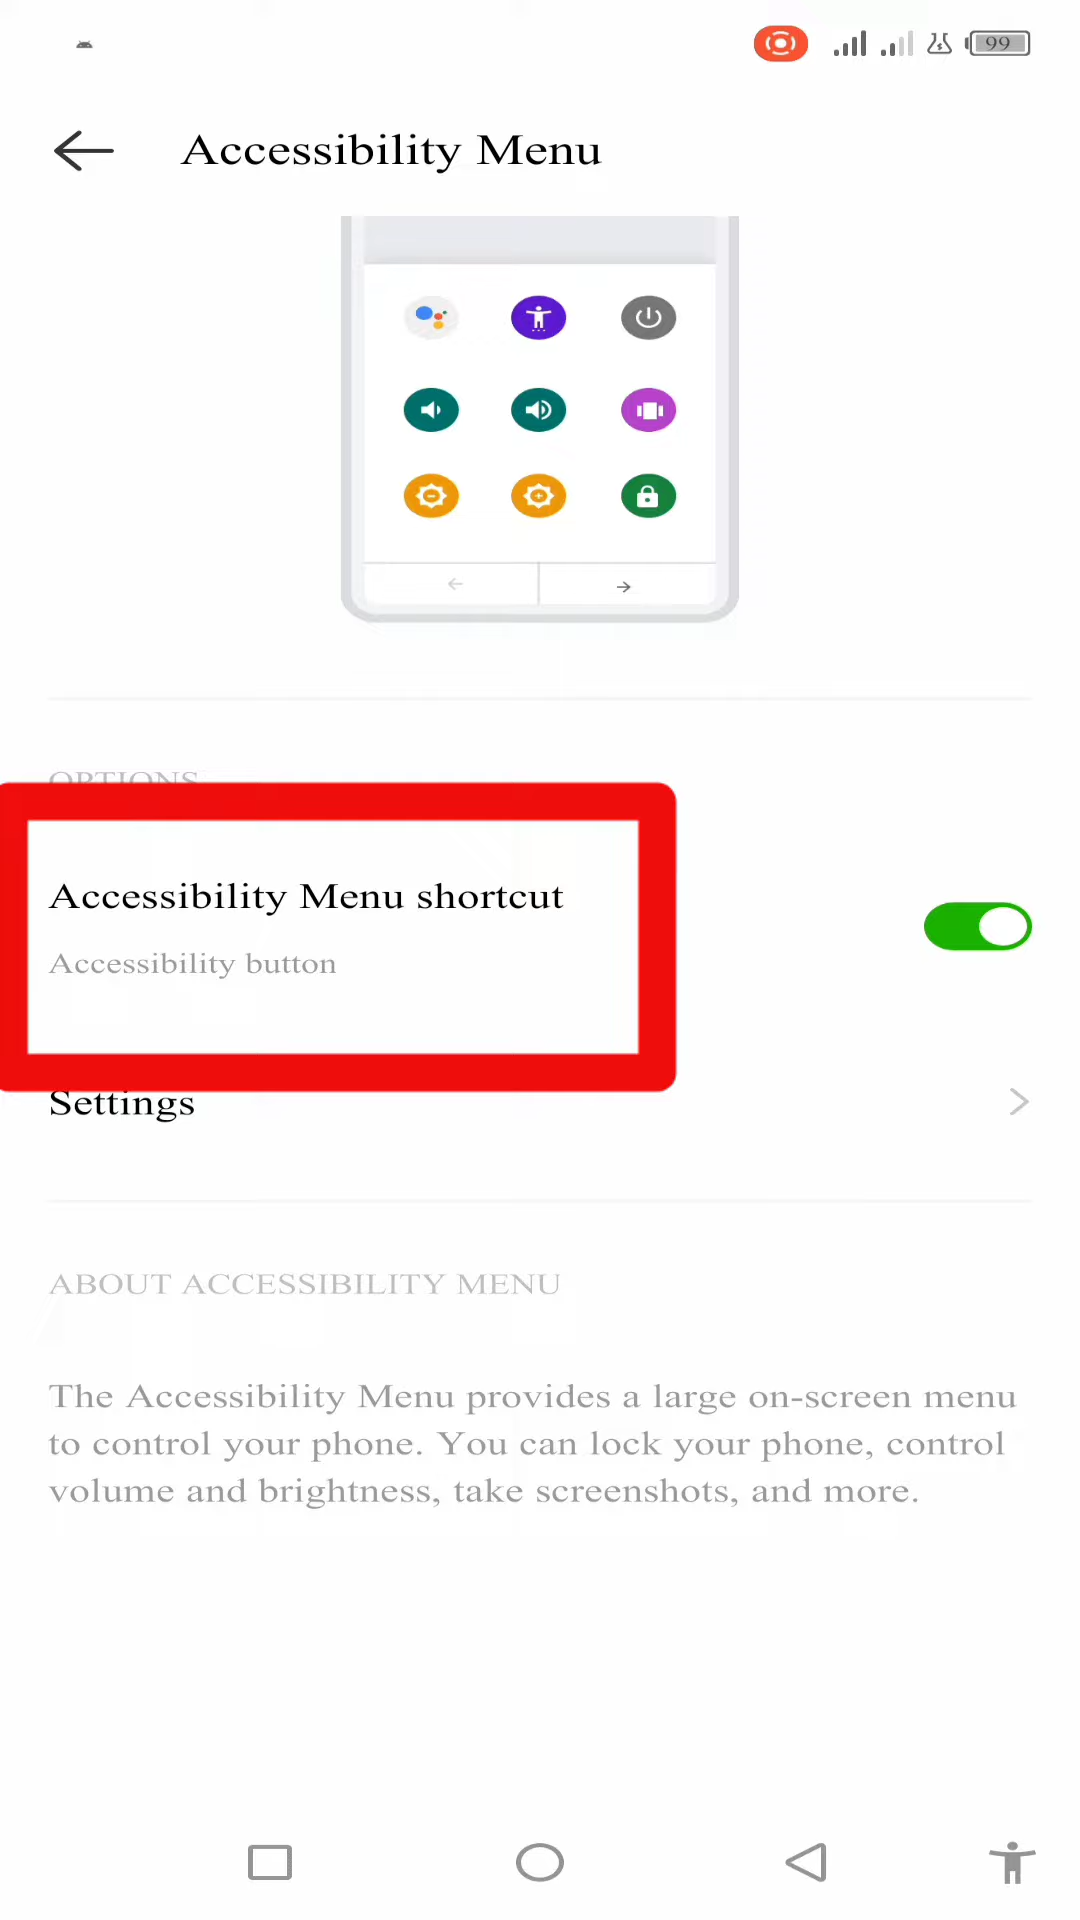 99
Accessibility Menu
OPTIONS
Accessibility Menu shortcut
Accessibility button
Settings
ABOUT ACCESSIBILITY MENU
The Accessibility Menu provides a large on-screen menu
to control your phone. You can lock your phone, control
volume and brightness, take screenshots, and more.